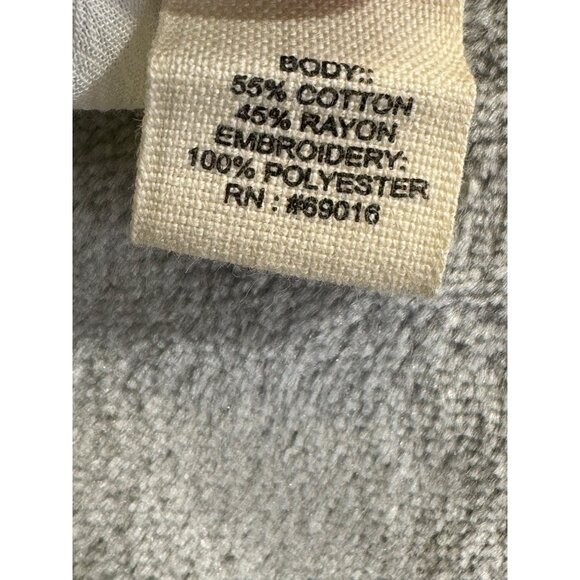 BODY::
55% COTTON
45% RAYON
EMBROIDERY:
100% POLYESTER
RN : #69016